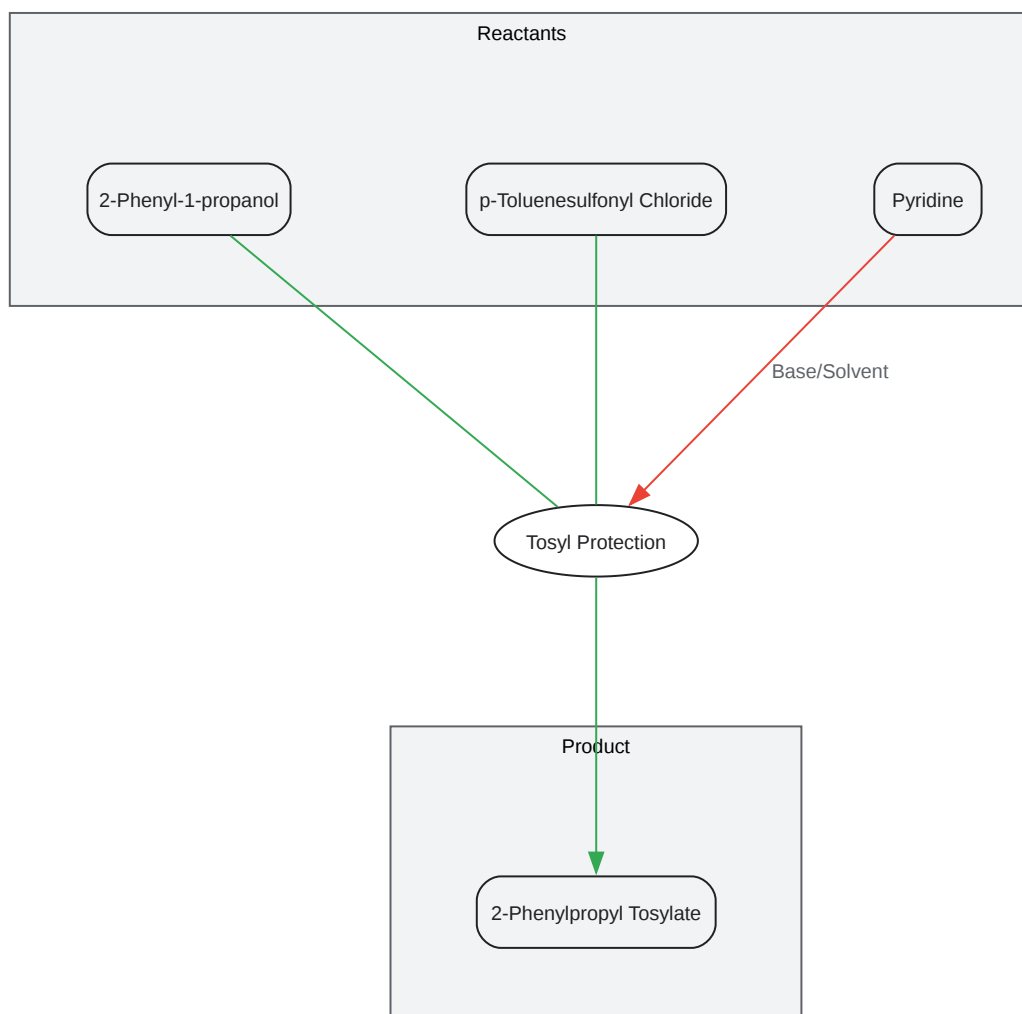 Reactants
2-Phenyl-1-propanol
p-Toluenesulfonyl Chloride
Pyridine
Base/Solvent
Tosyl Protection
Product
2-Phenylpropyl Tosylate